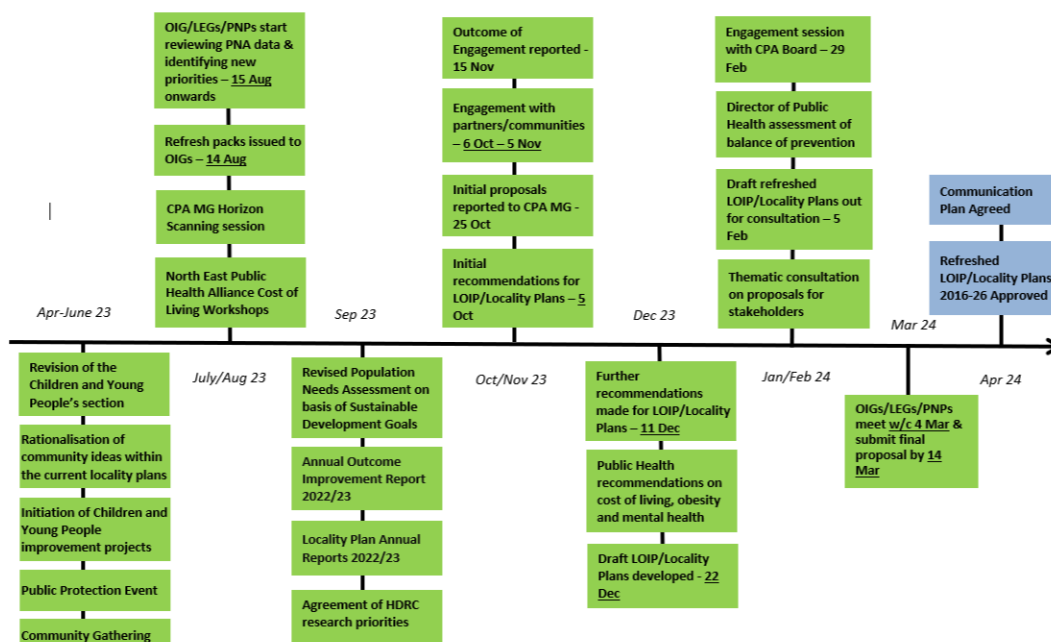 OIG/LEGs/PNPs start
reviewing PNA data &
identifying new
priorities – 15 Aug
onwards
Refresh packs issued to
OIGs – 14 Aug
CPA MG Horizon
Scanning session
North East Public
Health Alliance Cost of
Living Workshops
Outcome of
Engagement reported -
15 Nov
Engagement with
partners/communities
– 6 Oct – 5 Nov
Initial proposals
reported to CPA MG -
25 Oct
Initial
recommendations for
LOIP/Locality Plans – 5
Oct
Engagement session
with CPA Board – 29
Feb
Director of Public
Health assessment of
balance of prevention
Draft refreshed
LOIP/Locality Plans out
for consultation – 5
Feb
Thematic consultation
on proposals for
stakeholders
Communication
Plan Agreed
Refreshed
LOIP/Locality Plans
2016-26 Approved
Apr-June 23
Sep 23
Dec 23
Mar 24
July/Aug 23
Oct/Nov 23
Jan/Feb 24
Apr 24
Revision of the
Children and Young
People's section
Rationalisation of
community ideas within
the current locality plans
Initiation of Children and
Young People
improvement projects
Public Protection Event
Community Gathering
Revised Population
Needs Assessment on
basis of Sustainable
Development Goals
Annual Outcome
Improvement Report
2022/23
Locality Plan Annual
Reports 2022/23
Agreement of HDRC
research priorities
Further
recommendations
made for LOIP/Locality
Plans – 11 Dec
Public Health
recommendations on
cost of living, obesity
and mental health
Draft LOIP/Locality
Plans developed - 22
Dec
OIGs/LEGs/PNPs
meet w/c 4 Mar &
submit final
proposal by 14
Mar